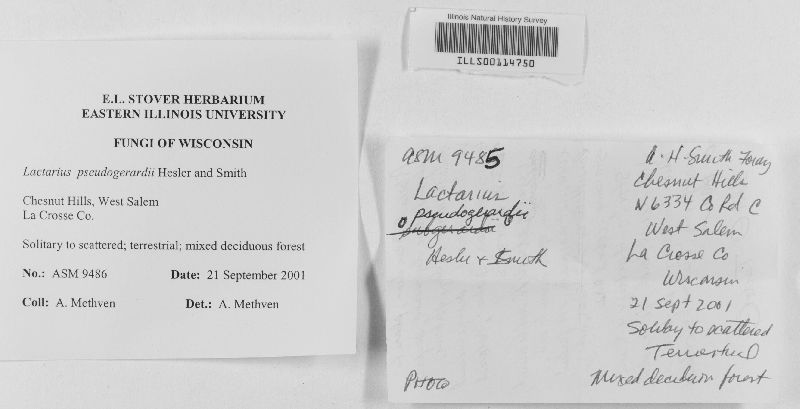 Illinois Natural History Survey
ILLS00114750
E.L. STOVER HERBARIUM
EASTERN ILLINOIS UNIVERSITY
FUNGI OF WISCONSIN
Lactarius pseudogerardii Hesler and Smith
Chesnut Hills, West Salem
La Crosse Co.
Solitary to scattered; terrestrial; mixed deciduous forest
No.: ASM 9486 Date: 21 September 2001
Coll: A. Methven Det.: A. Methven
ASM 9485
Lactarius
pseudogerardii
subgerardii
Hesler & Smith
PHOTO
A. H. Smith Foray
Chesnut Hills
N6334 Co Rd C
West Salem
La Crosse Co
Wisconsin
21 Sept 2001
Solitary to scattered
Terrestrial
Mixed deciduous forest